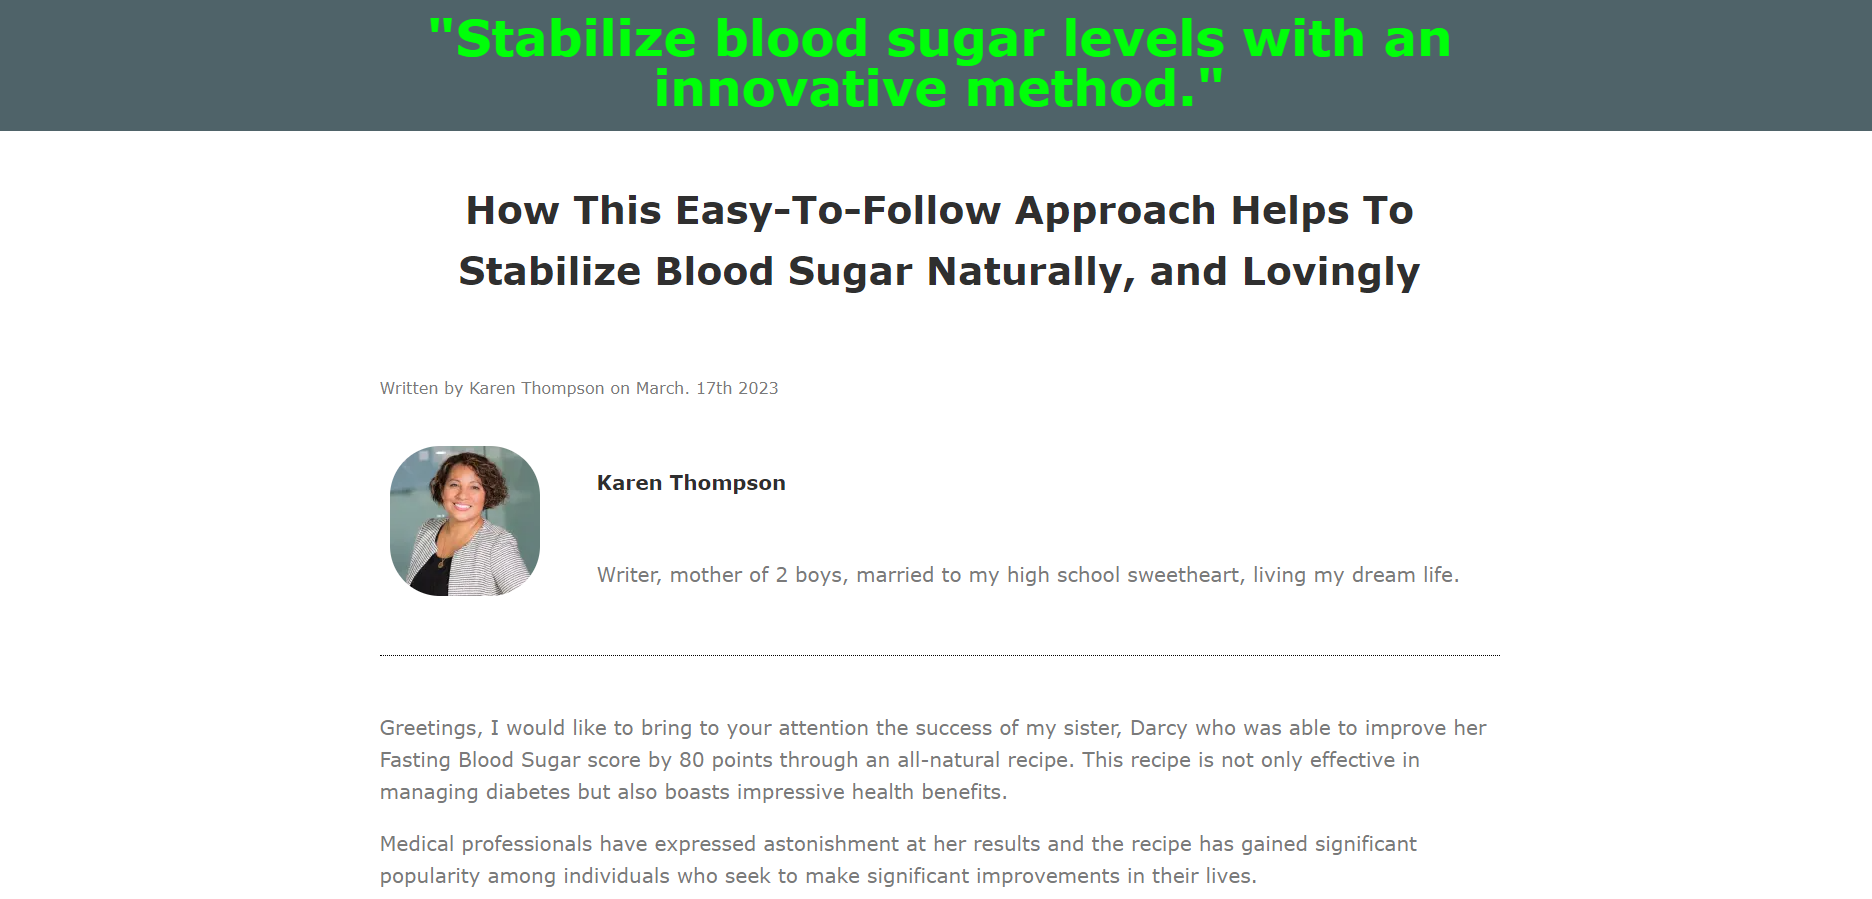 "Stabilize blood sugar levels with an
innovative method."
How This Easy-To-Follow Approach Helps To
Stabilize Blood Sugar Naturally, and Lovingly
Written by Karen Thompson on March. 17th 2023
Karen Thompson
Writer, mother of 2 boys, married to my high school sweetheart, living my dream life.
Greetings, I would like to bring to your attention the success of my sister, Darcy who was able to improve her
Fasting Blood Sugar score by 80 points through an all-natural recipe. This recipe is not only effective in
managing diabetes but also boasts impressive health benefits.
Medical professionals have expressed astonishment at her results and the recipe has gained significant
popularity among individuals who seek to make significant improvements in their lives.